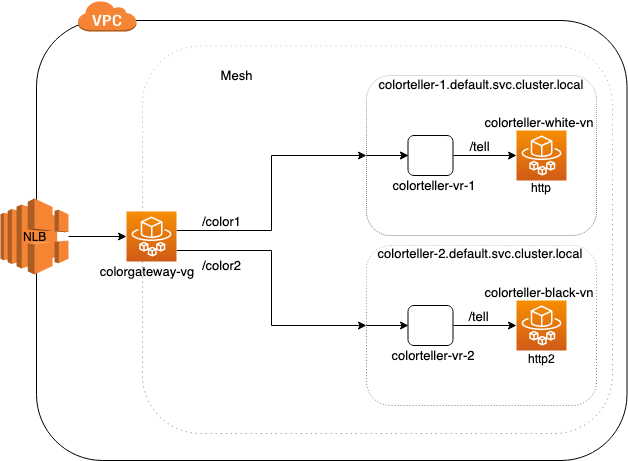 VPC
Mesh
colorteller-1.default.svc.cluster.local
colorteller-white-vn
/tell
colorteller-vr-1
http
NLB
/color1
colorgateway-vg
/color2
colorteller-2.default.svc.cluster.local
colorteller-black-vn
/tell
colorteller-vr-2
http2